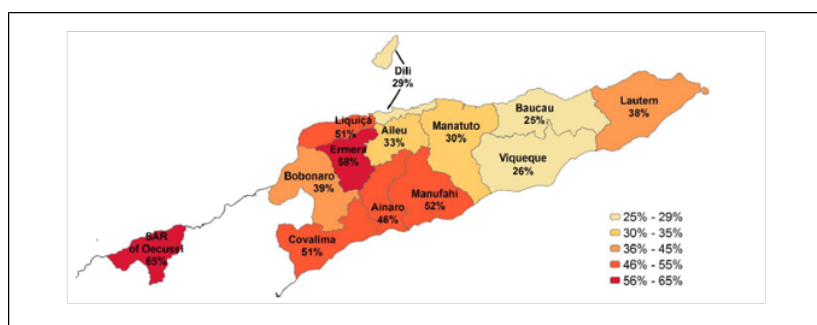 Dili
29%
Liquiçá
51%
Aileu
33%
Manatuto
30%
Baucau
25%
Lautem
38%
Ermera
58%
Viqueque
26%
Bobonaro
39%
Ainaro
46%
Manufahi
52%
Covalima
51%
SAR
of Oecussi
65%
25% - 29%
30% - 35%
36% - 45%
46% - 55%
56% - 65%